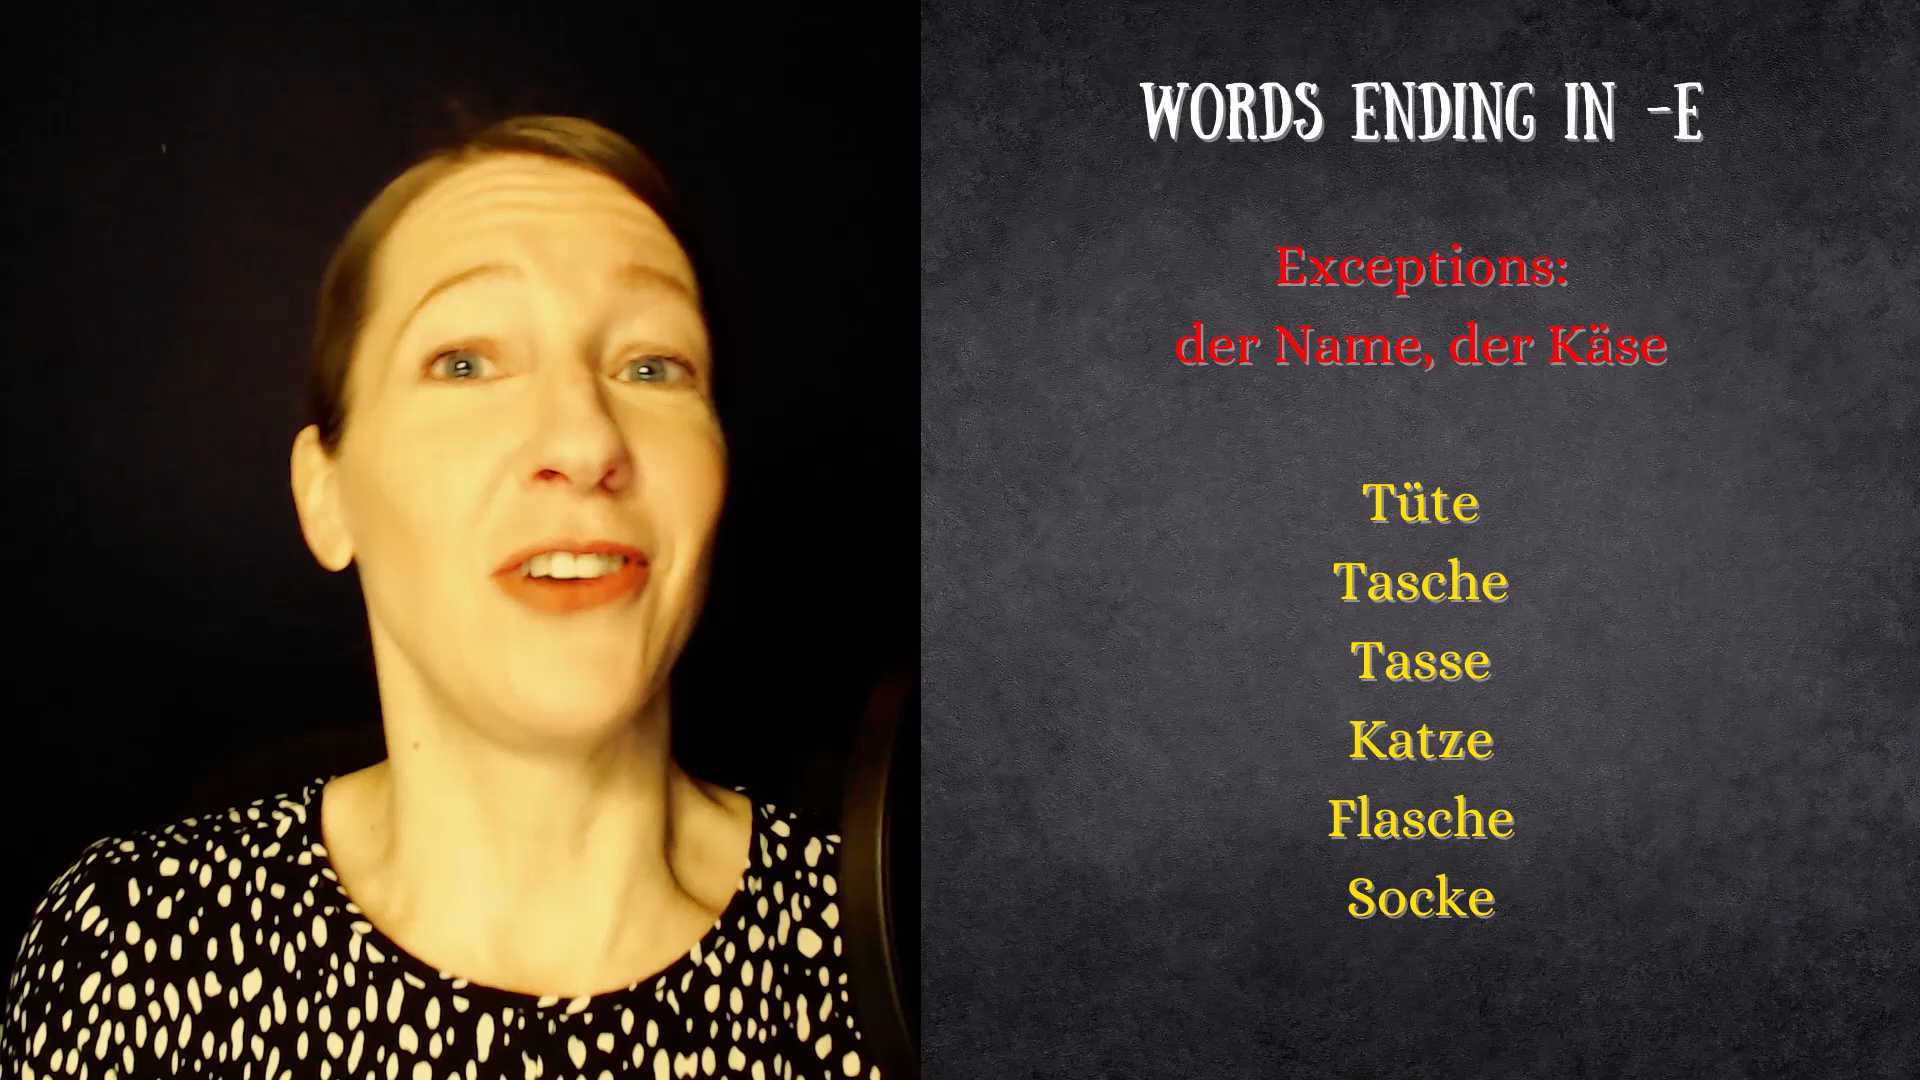 WORDS ENDING IN -E
Exceptions:
der Name, der Käse
Tüte
Tasche
Tasse
Katze
Flasche
Socke